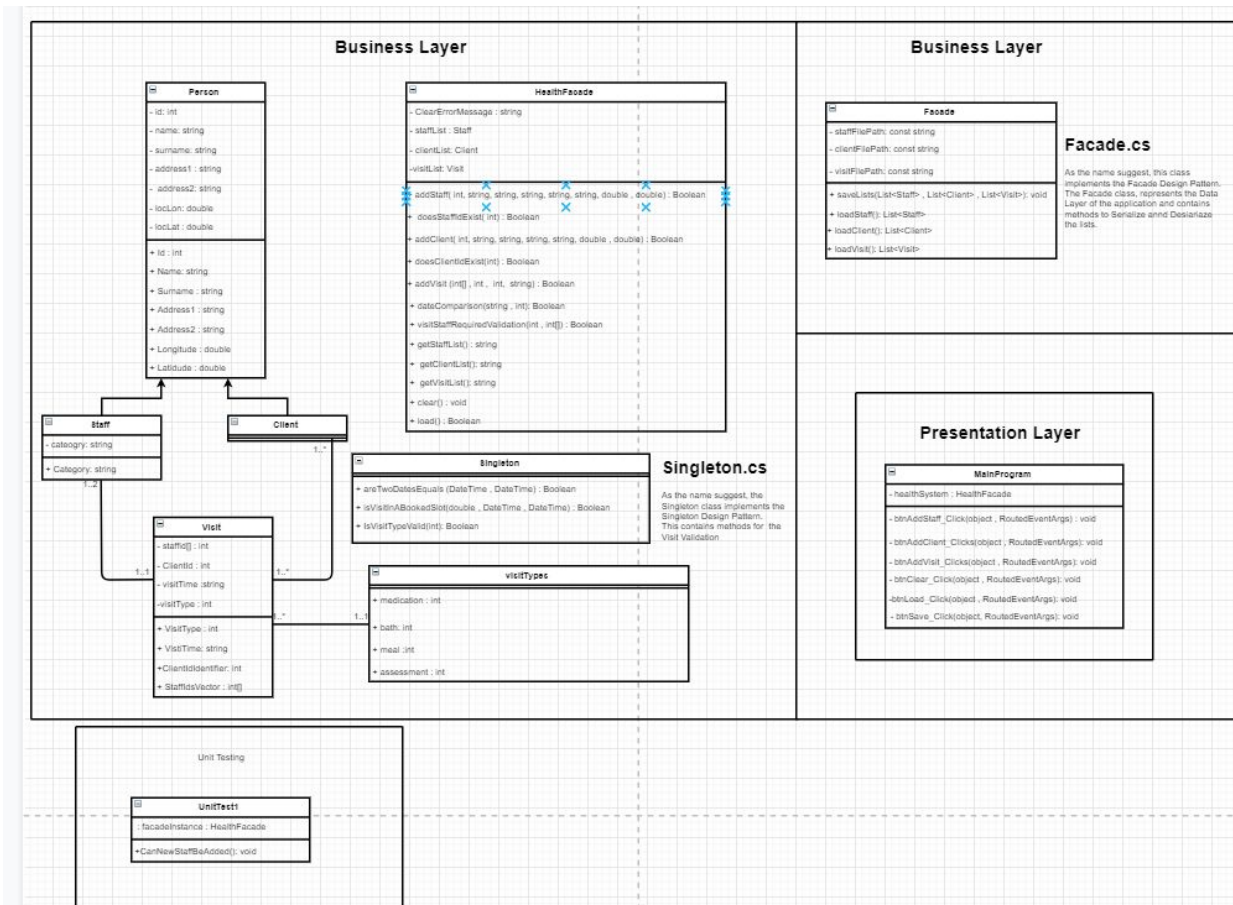 Business Layer
Person
- id: int
- name: string
- surname: string
- address1 : string
- address2: string
- locLon: double
- locLat : double
+ Id : int
+ Name: string
+ Surname : string
+ Address1 : string
+ Address2 : string
+ Longitude : double
+ Latidude : double
HealthFacade
- ClearErrorMessage : string
- staffList : Staff
- clientList: Client
-visitList: Visit
addStaff( int, string, string, string, string, string, double , double) : Boolean
+ doesStaffIdExist( int) : Boolean
+ addClient( int, string, string, string, string, double , double) : Boolean
+ doesClientIdExist(int) : Boolean
+ addVisit (int[] , int , int, string) : Boolean
+ dateComparison(string , int): Boolean
+ visitStaffRequiredValidation(int , int[]) : Boolean
+ getStaffList() : string
+ getClientList(): string
+ getVisitList(): string
+ clear() : void
+ load() : Boolean
Staff
- cateogry: string
+ Category: string
Client
1..*
1..2
Singleton
+ areTwoDatesEquals (DateTime , DateTime) : Boolean
+ isVisitInABookedSlot(double , DateTime , DateTime) : Boolean
+ IsVisitTypeValid(int): Boolean
Singleton.cs
As the name suggest, the
Singleton class implements the
Singleton Design Pattern.
This contains methods for the
Visit Validation
Visit
- staffId[] : int
- ClientId : int
- visitTime :string
-visitType : int
+ VisitType : int
+ VistiTime: string
+ClientIdIdentifier: int
+ StaffIdsVector : int[]
1..1
1..*
1..*
1..1
visitTypes
+ medication : int
+ bath: int
+ meal :int
+ assessment : int
Business Layer
Facade
- staffFilePath: const string
- clientFilePath: const string
- visitFilePath: const string
+ saveLists(List<Staff> , List<Client> , List<Visit>): void
+ loadStaff(): List<Staff>
+ loadClient(): List<Client>
+ loadVisit(): List<Visit>
Facade.cs
As the name suggest, this class
implements the Facade Design Pattern.
The Facade class, represents the Data
Layer of the application and contains
methods to Serialize annd Desiarlaze
the lists.
Presentation Layer
MainProgram
- healthSystem : HealthFacade
- btnAddStaff_Click(object , RoutedEventArgs) : void
- btnAddClient_Clicks(object , RoutedEventArgs): void
- btnAddVisit_Clicks(object , RoutedEventArgs): void
- btnClear_Click(object , RoutedEventArgs) : void
-btnLoad_Click(object , RoutedEventArgs): void
- btnSave_Click(object, RoutedEventArgs): void
Unit Testing
UnitTest1
: facadeInstance : HealthFacade
+CanNewStaffBeAdded(): void